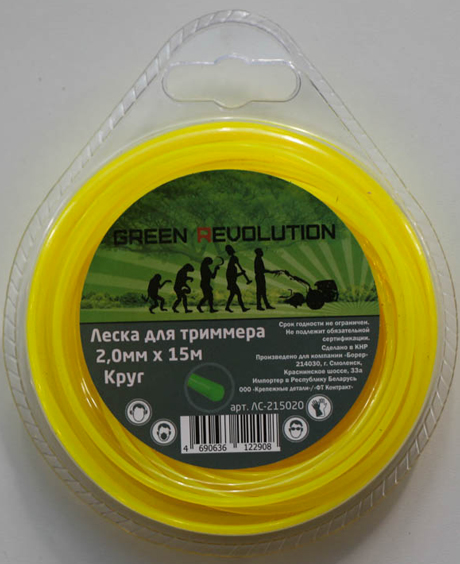 GREEN REVOLUTION
Леска для триммера
2,0мм х 15м
Круг
Срок годности не ограничен.
Не подлежит обязательной
сертификации.
Сделано в КНР
Произведено для компании «Борер»
214030, г. Смоленск,
Краснинское шоссе, 33а
Импортер в Республику Беларусь
ООО «Крепежные детали-/-ФТ Контракт»
арт. ЛС-215020
4 690636 122908